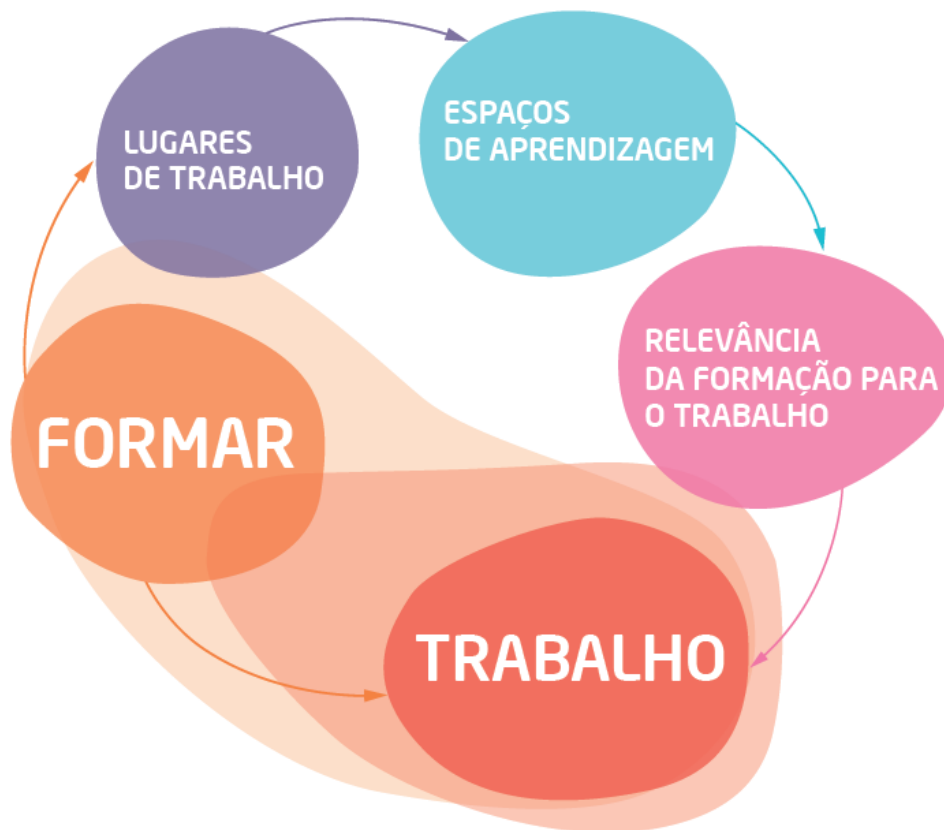 LUGARES
DE TRABALHO
ESPAÇOS
DE APRENDIZAGEM
RELEVÂNCIA
DA FORMAÇÃO PARA
O TRABALHO
FORMAR
TRABALHO